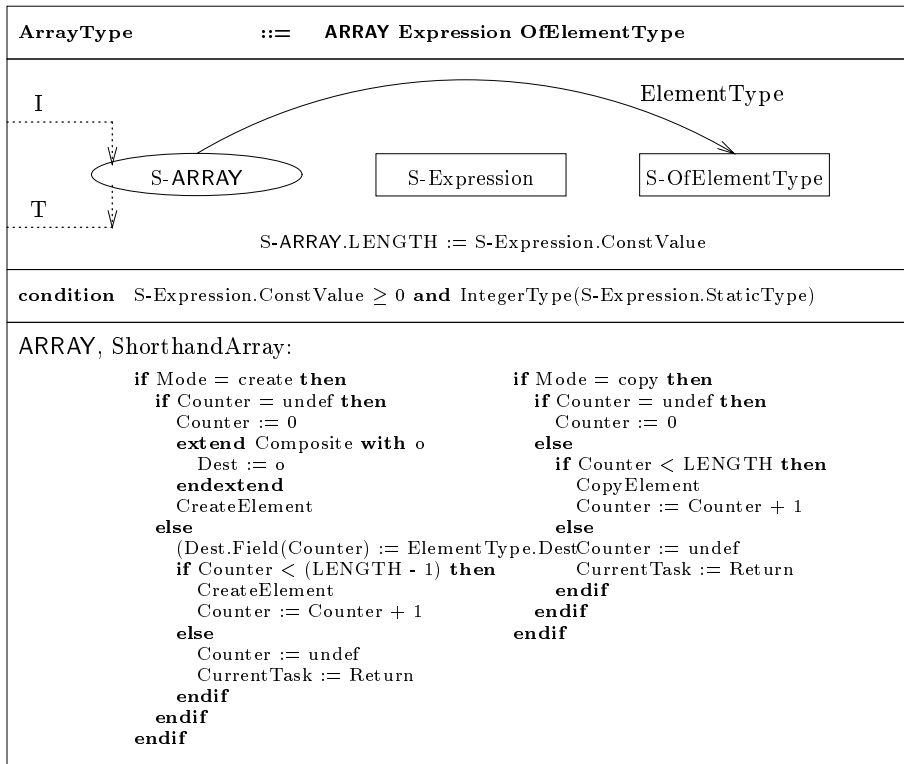 ArrayType ::= ARRAY Expression OfElementType
I
ElementType
S-ARRAY S-Expression S-OfElementType
T
S-ARRAY.LENGTH := S-Expression.ConstValue
condition S-Expression.ConstValue ≥ 0 and IntegerType(S-Expression.StaticType)
ARRAY, ShorthandArray:
if Mode = create then
if Counter = undef then
Counter := 0
extend Composite with o
Dest := o
endextend
CreateElement
else
(Dest.Field(Counter) := ElementType.Dest
if Counter < (LENGTH - 1) then
CreateElement
Counter := Counter + 1
else
Counter := undef
CurrentTask := Return
endif
endif
endif
if Mode = copy then
if Counter = undef then
Counter := 0
else
if Counter < LENGTH then
CopyElement
Counter := Counter + 1
else
Counter := undef
CurrentTask := Return
endif
endif
endif